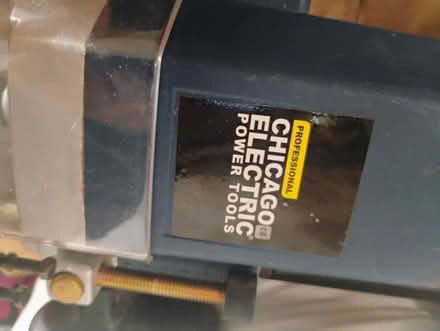 PROFESSIONAL
CHICAGO
ELECTRIC
POWER TOOLS